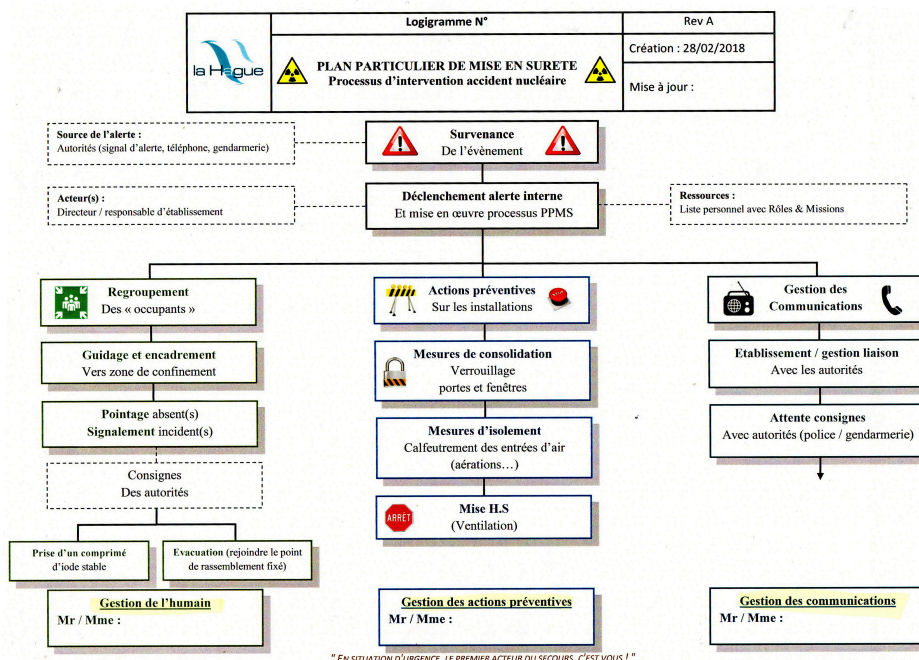 la Hague
Logigramme N°
Rev A
PLAN PARTICULIER DE MISE EN SURETE
Processus d'intervention accident nucléaire
Création : 28/02/2018
Mise à jour :
Source de l'alerte :
Autorités (signal d'alerte, téléphone, gendarmerie)
Survenance
De l'évènement
Acteur(s) :
Directeur / responsable d'établissement
Déclenchement alerte interne
Et mise en œuvre processus PPMS
Ressources :
Liste personnel avec Rôles & Missions
Regroupement
Des « occupants »
Guidage et encadrement
Vers zone de confinement
Pointage absent(s)
Signalement incident(s)
Consignes
Des autorités
Prise d'un comprimé
d'iode stable
Evacuation (rejoindre le point
de rassemblement fixé)
Gestion de l'humain
Mr / Mme :
Actions préventives
Sur les installations
Mesures de consolidation
Verrouillage
portes et fenêtres
Mesures d'isolement
Calfeutrement des entrées d'air
(aérations…)
ARRÊT
Mise H.S
(Ventilation)
Gestion des actions préventives
Mr / Mme :
Gestion des
Communications
Etablissement / gestion liaison
Avec les autorités
Attente consignes
Avec autorités (police / gendarmerie)
Gestion des communications
Mr / Mme :
" EN SITUATION D'URGENCE, LE PREMIER ACTEUR DU SECOURS, C'EST VOUS ! "